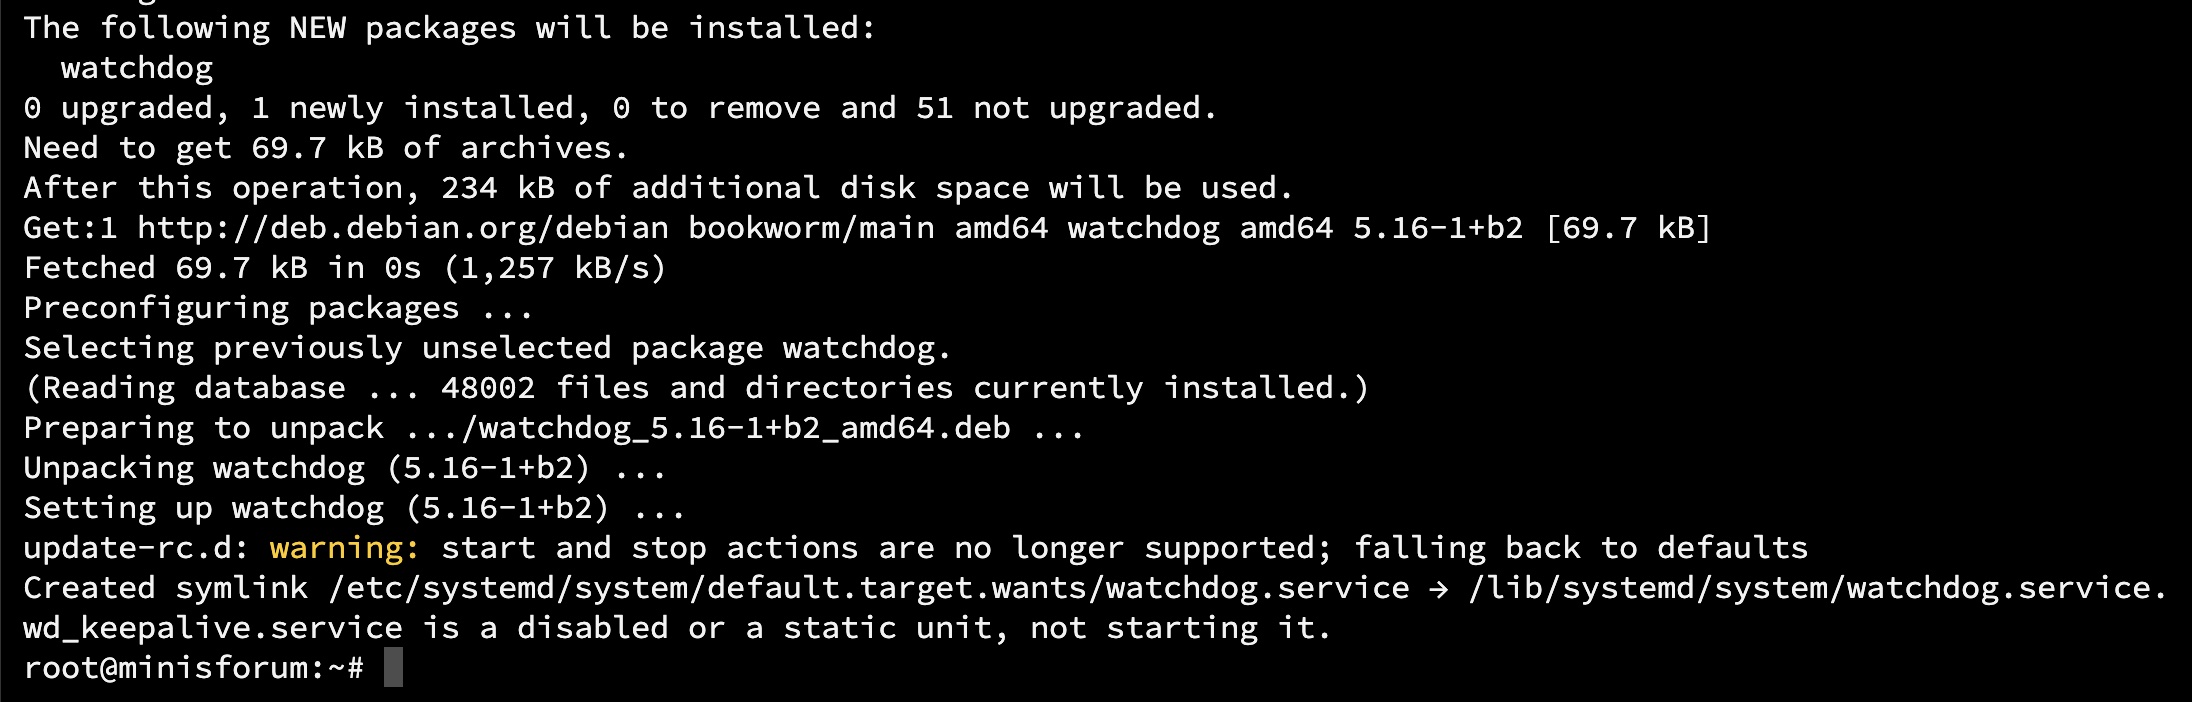 The following NEW packages will be installed:
  watchdog
0 upgraded, 1 newly installed, 0 to remove and 51 not upgraded.
Need to get 69.7 kB of archives.
After this operation, 234 kB of additional disk space will be used.
Get:1 http://deb.debian.org/debian bookworm/main amd64 watchdog amd64 5.16-1+b2 [69.7 kB]
Fetched 69.7 kB in 0s (1,257 kB/s)
Preconfiguring packages ...
Selecting previously unselected package watchdog.
(Reading database ... 48002 files and directories currently installed.)
Preparing to unpack .../watchdog_5.16-1+b2_amd64.deb ...
Unpacking watchdog (5.16-1+b2) ...
Setting up watchdog (5.16-1+b2) ...
update-rc.d: warning: start and stop actions are no longer supported; falling back to defaults
Created symlink /etc/systemd/system/default.target.wants/watchdog.service → /lib/systemd/system/watchdog.service.
wd_keepalive.service is a disabled or a static unit, not starting it.
root@minisforum:~#